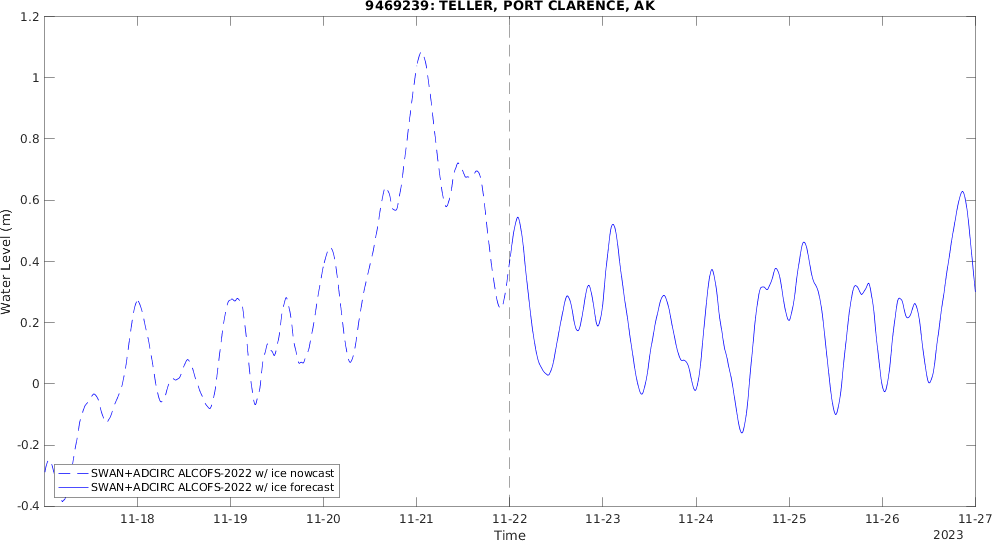 9469239: TELLER, PORT CLARENCE, AK
1.2
1
0.8
0.6
0.4
0.2
0
-0.2
-0.4
Water Level (m)
SWAN+ADCIRC ALCOFS-2022 w/ ice nowcast
SWAN+ADCIRC ALCOFS-2022 w/ ice forecast
11-18 11-19 11-20 11-21 11-22 11-23 11-24 11-25 11-26 11-27
Time
2023